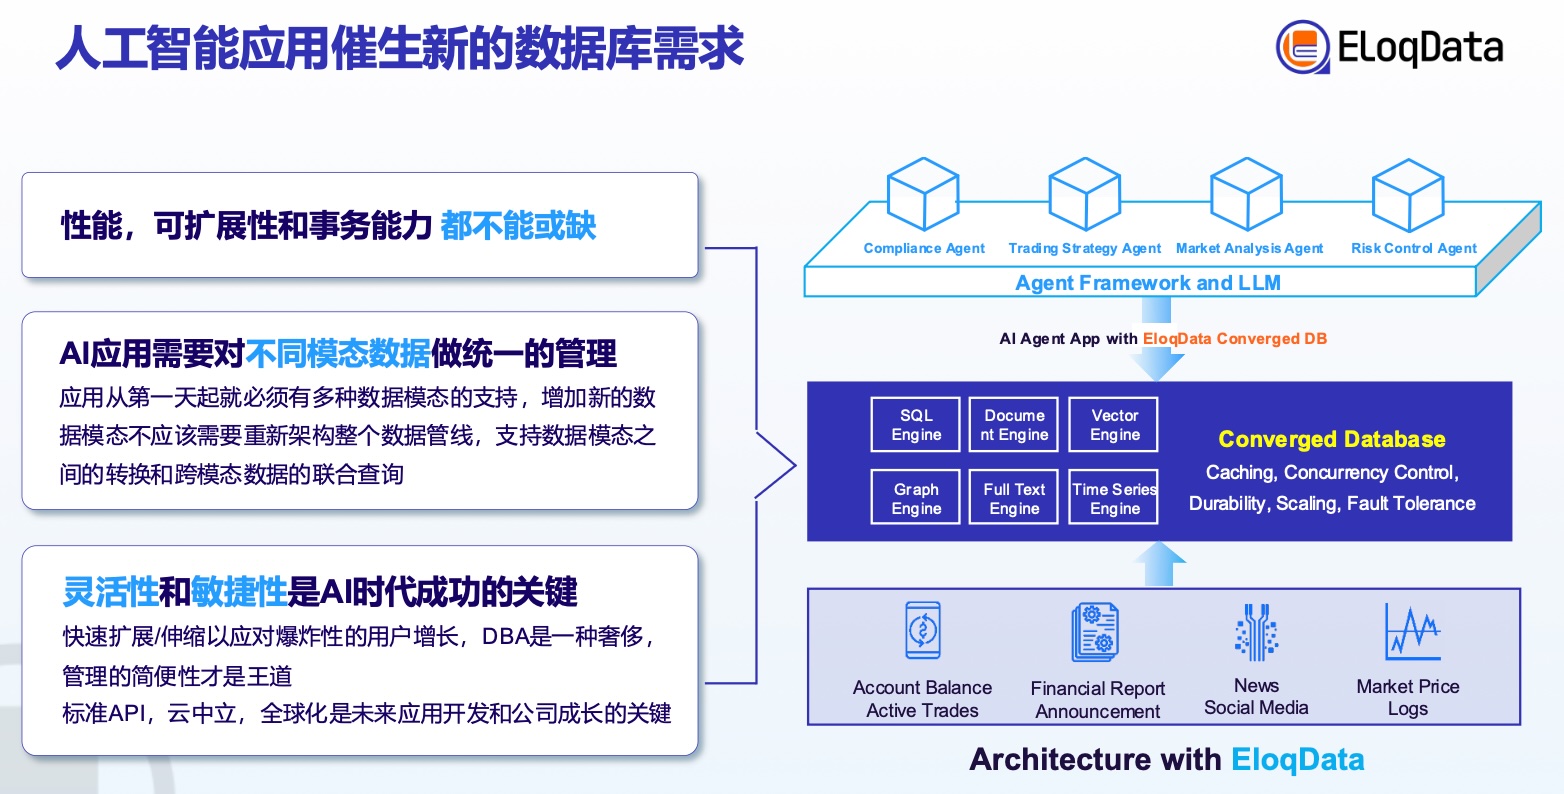 人工智能应用催生新的数据库需求
ELoqData
性能，可扩展性和事务能力 都不能或缺
AI应用需要对不同模态数据做统一的管理
应用从第一天起就必须有多种数据模态的支持，增加新的数
据模态不应该需要重新架构整个数据管线，支持数据模态之
间的转换和跨模态数据的联合查询
灵活性和敏捷性是AI时代成功的关键
快速扩展/伸缩以应对爆炸性的用户增长，DBA是一种奢侈，
管理的简便性才是王道
标准API，云中立，全球化是未来应用开发和公司成长的关键
Compliance Agent
Trading Strategy Agent
Market Analysis Agent
Risk Control Agent
Agent Framework and LLM
AI Agent App with EloqData Converged DB
SQL
Engine
Docume
nt Engine
Vector
Engine
Graph
Engine
Full Text
Engine
Time Series
Engine
Converged Database
Caching, Concurrency Control,
Durability, Scaling, Fault Tolerance
Account Balance
Active Trades
Financial Report
Announcement
News
Social Media
Market Price
Logs
Architecture with EloqData